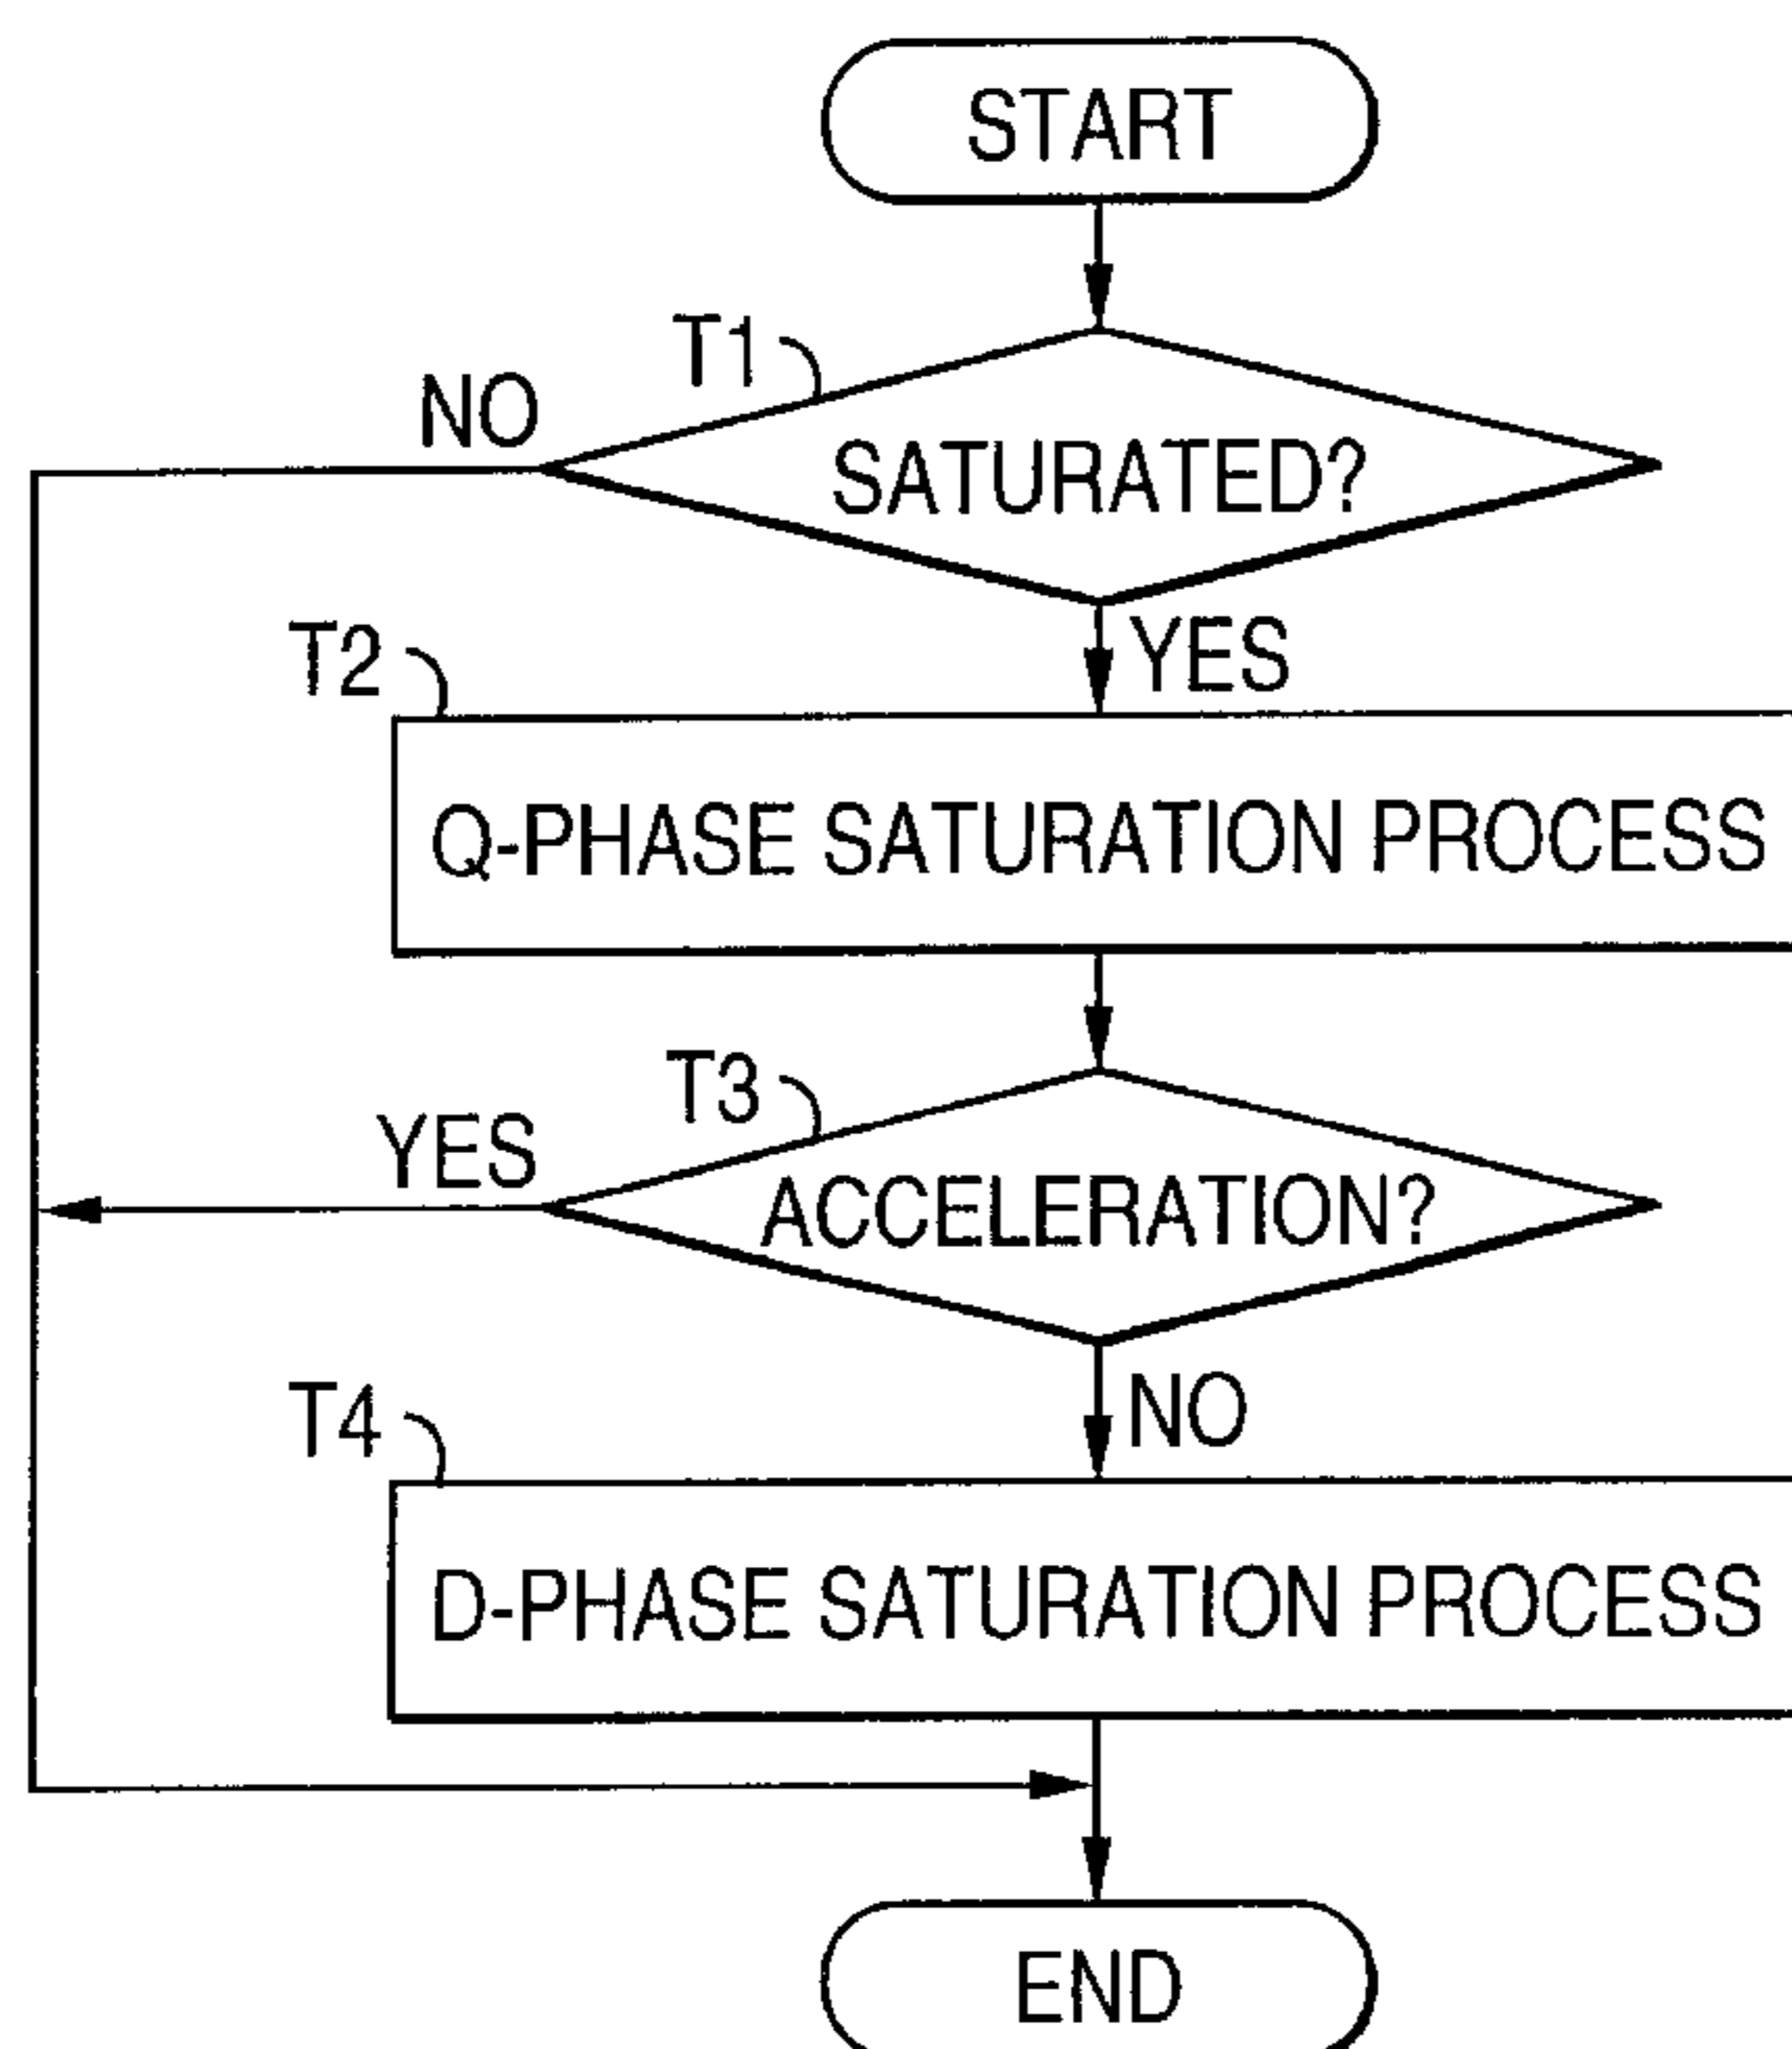 START
T1
NO
SATURATED?
YES
T2
Q-PHASE SATURATION PROCESS
T3
YES
ACCELERATION?
NO
T4
D-PHASE SATURATION PROCESS
END